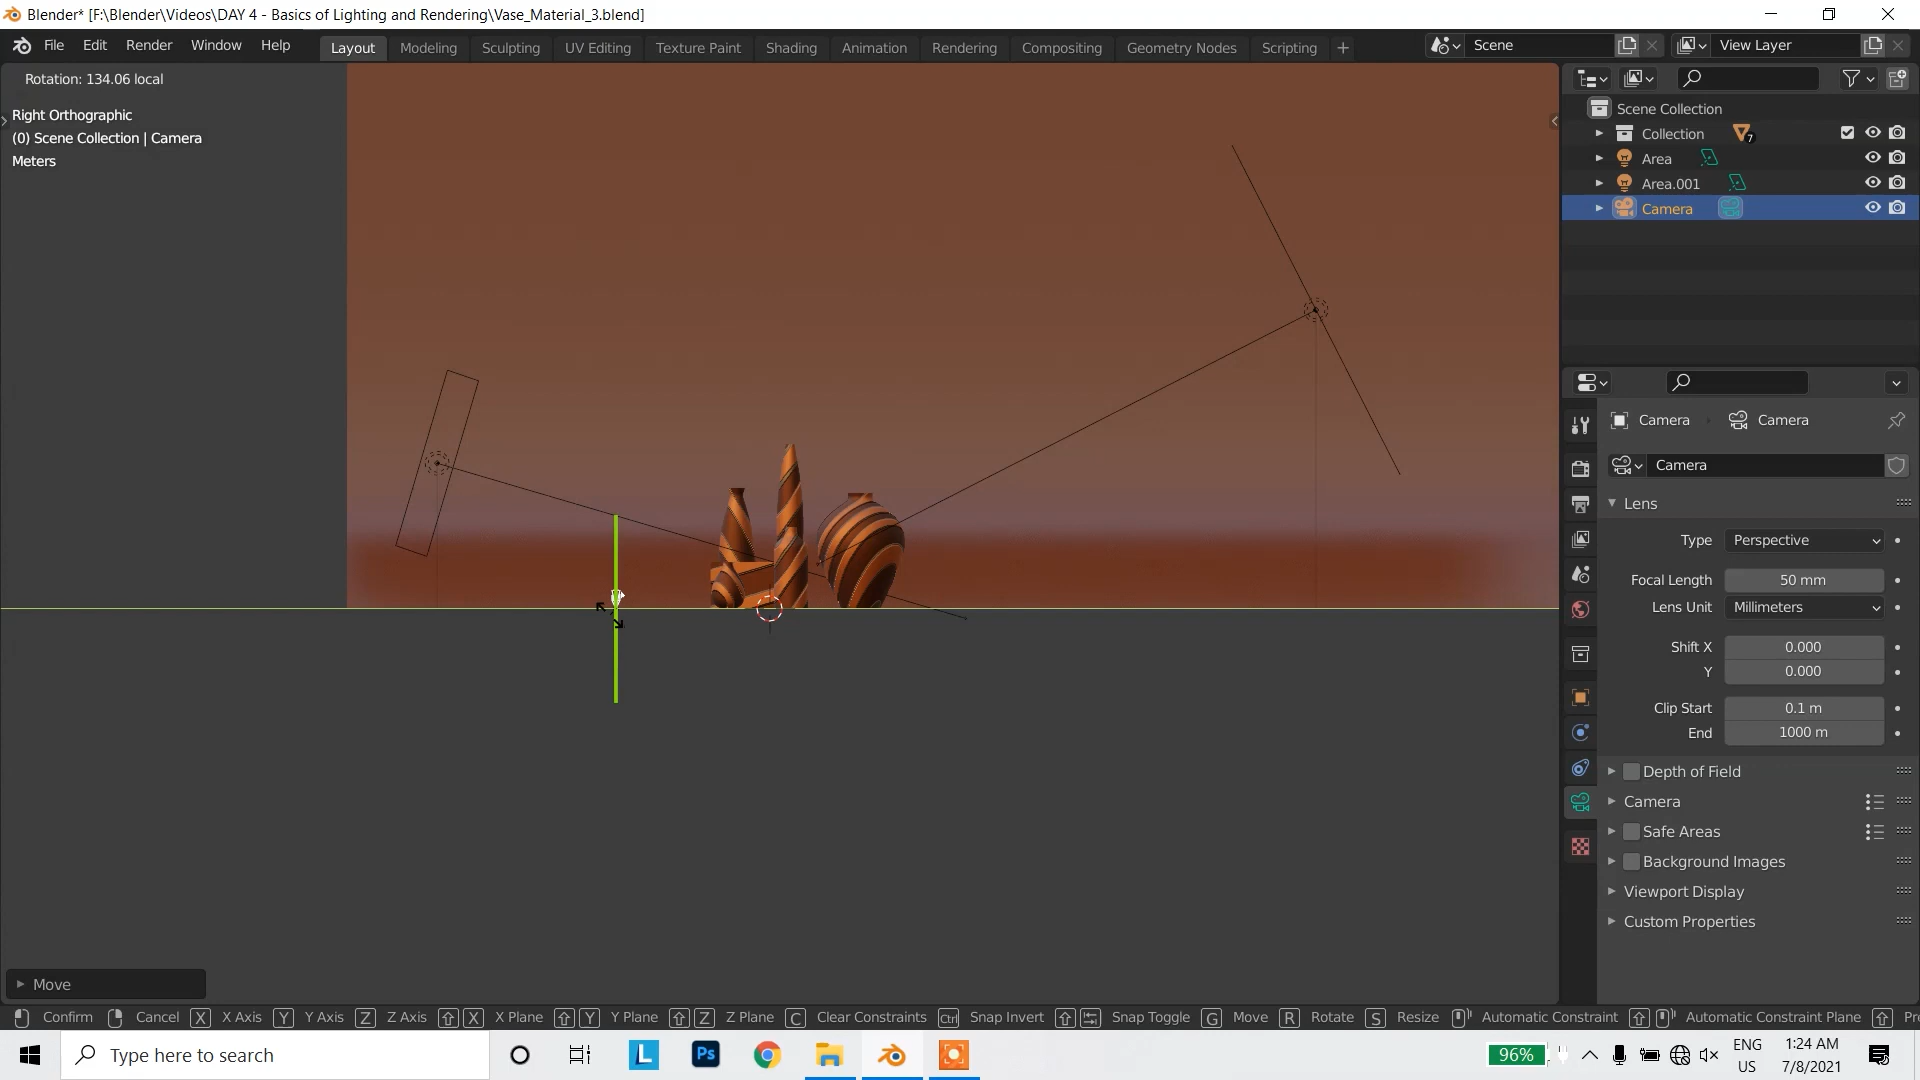 Blender* [F:\Blender\Videos\DAY 4 - Basics of Lighting and Rendering\Vase_Material_3.blend]
File Edit Render Window Help Layout Modeling Sculpting UV Editing Texture Paint Shading Animation Rendering Compositing Geometry Nodes Scripting + Scene View Layer
Rotation: 134.06 local
Right Orthographic
(0) Scene Collection | Camera
Meters
Scene Collection
Collection 7
Area
Area.001
Camera
Camera Camera
Camera
Lens
Type Perspective
Focal Length 50 mm
Lens Unit Millimeters
Shift X 0.000
Y 0.000
Clip Start 0.1 m
End 1000 m
Depth of Field
Camera
Safe Areas
Background Images
Viewport Display
Custom Properties
Move
Confirm Cancel X X Axis Y Y Axis Z Z Axis X X Plane Y Y Plane Z Z Plane C Clear Constraints Ctrl Snap Invert Snap Toggle G Move R Rotate S Resize Automatic Constraint Automatic Constraint Plane
Type here to search L Ps 96% ENG US 1:24 AM 7/8/2021